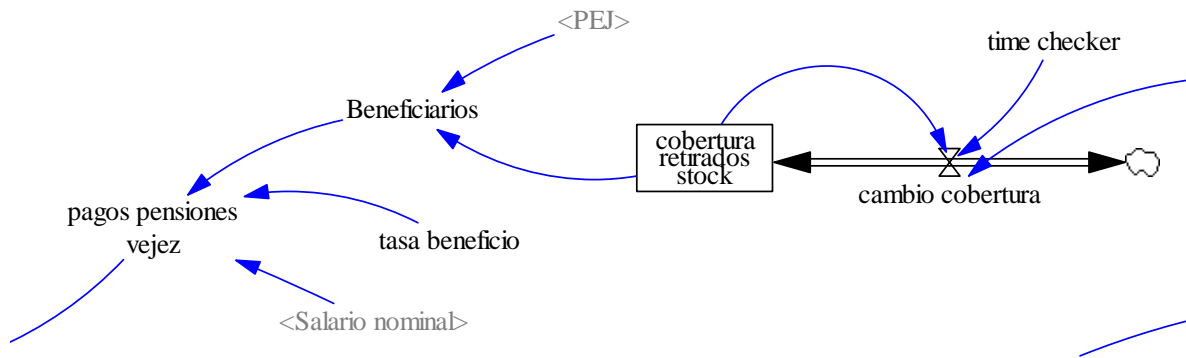 <PEJ>
time checker
Beneficiarios
cobertura
retirados
stock
cambio cobertura
pagos pensiones
vejez
tasa beneficio
<Salario nominal>